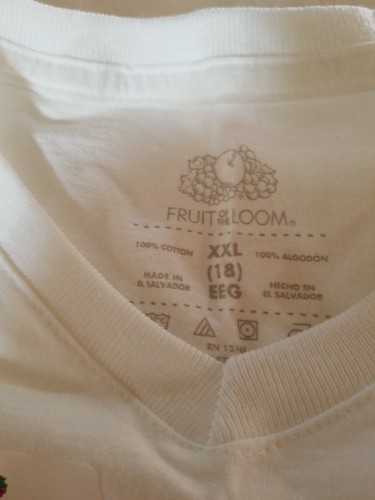 FRUIT OF THE LOOM®
100% COTTON XXL 100% ALGODÓN
(18)
MADE IN EL SALVADOR EEG HECHO EN EL SALVADOR
RN